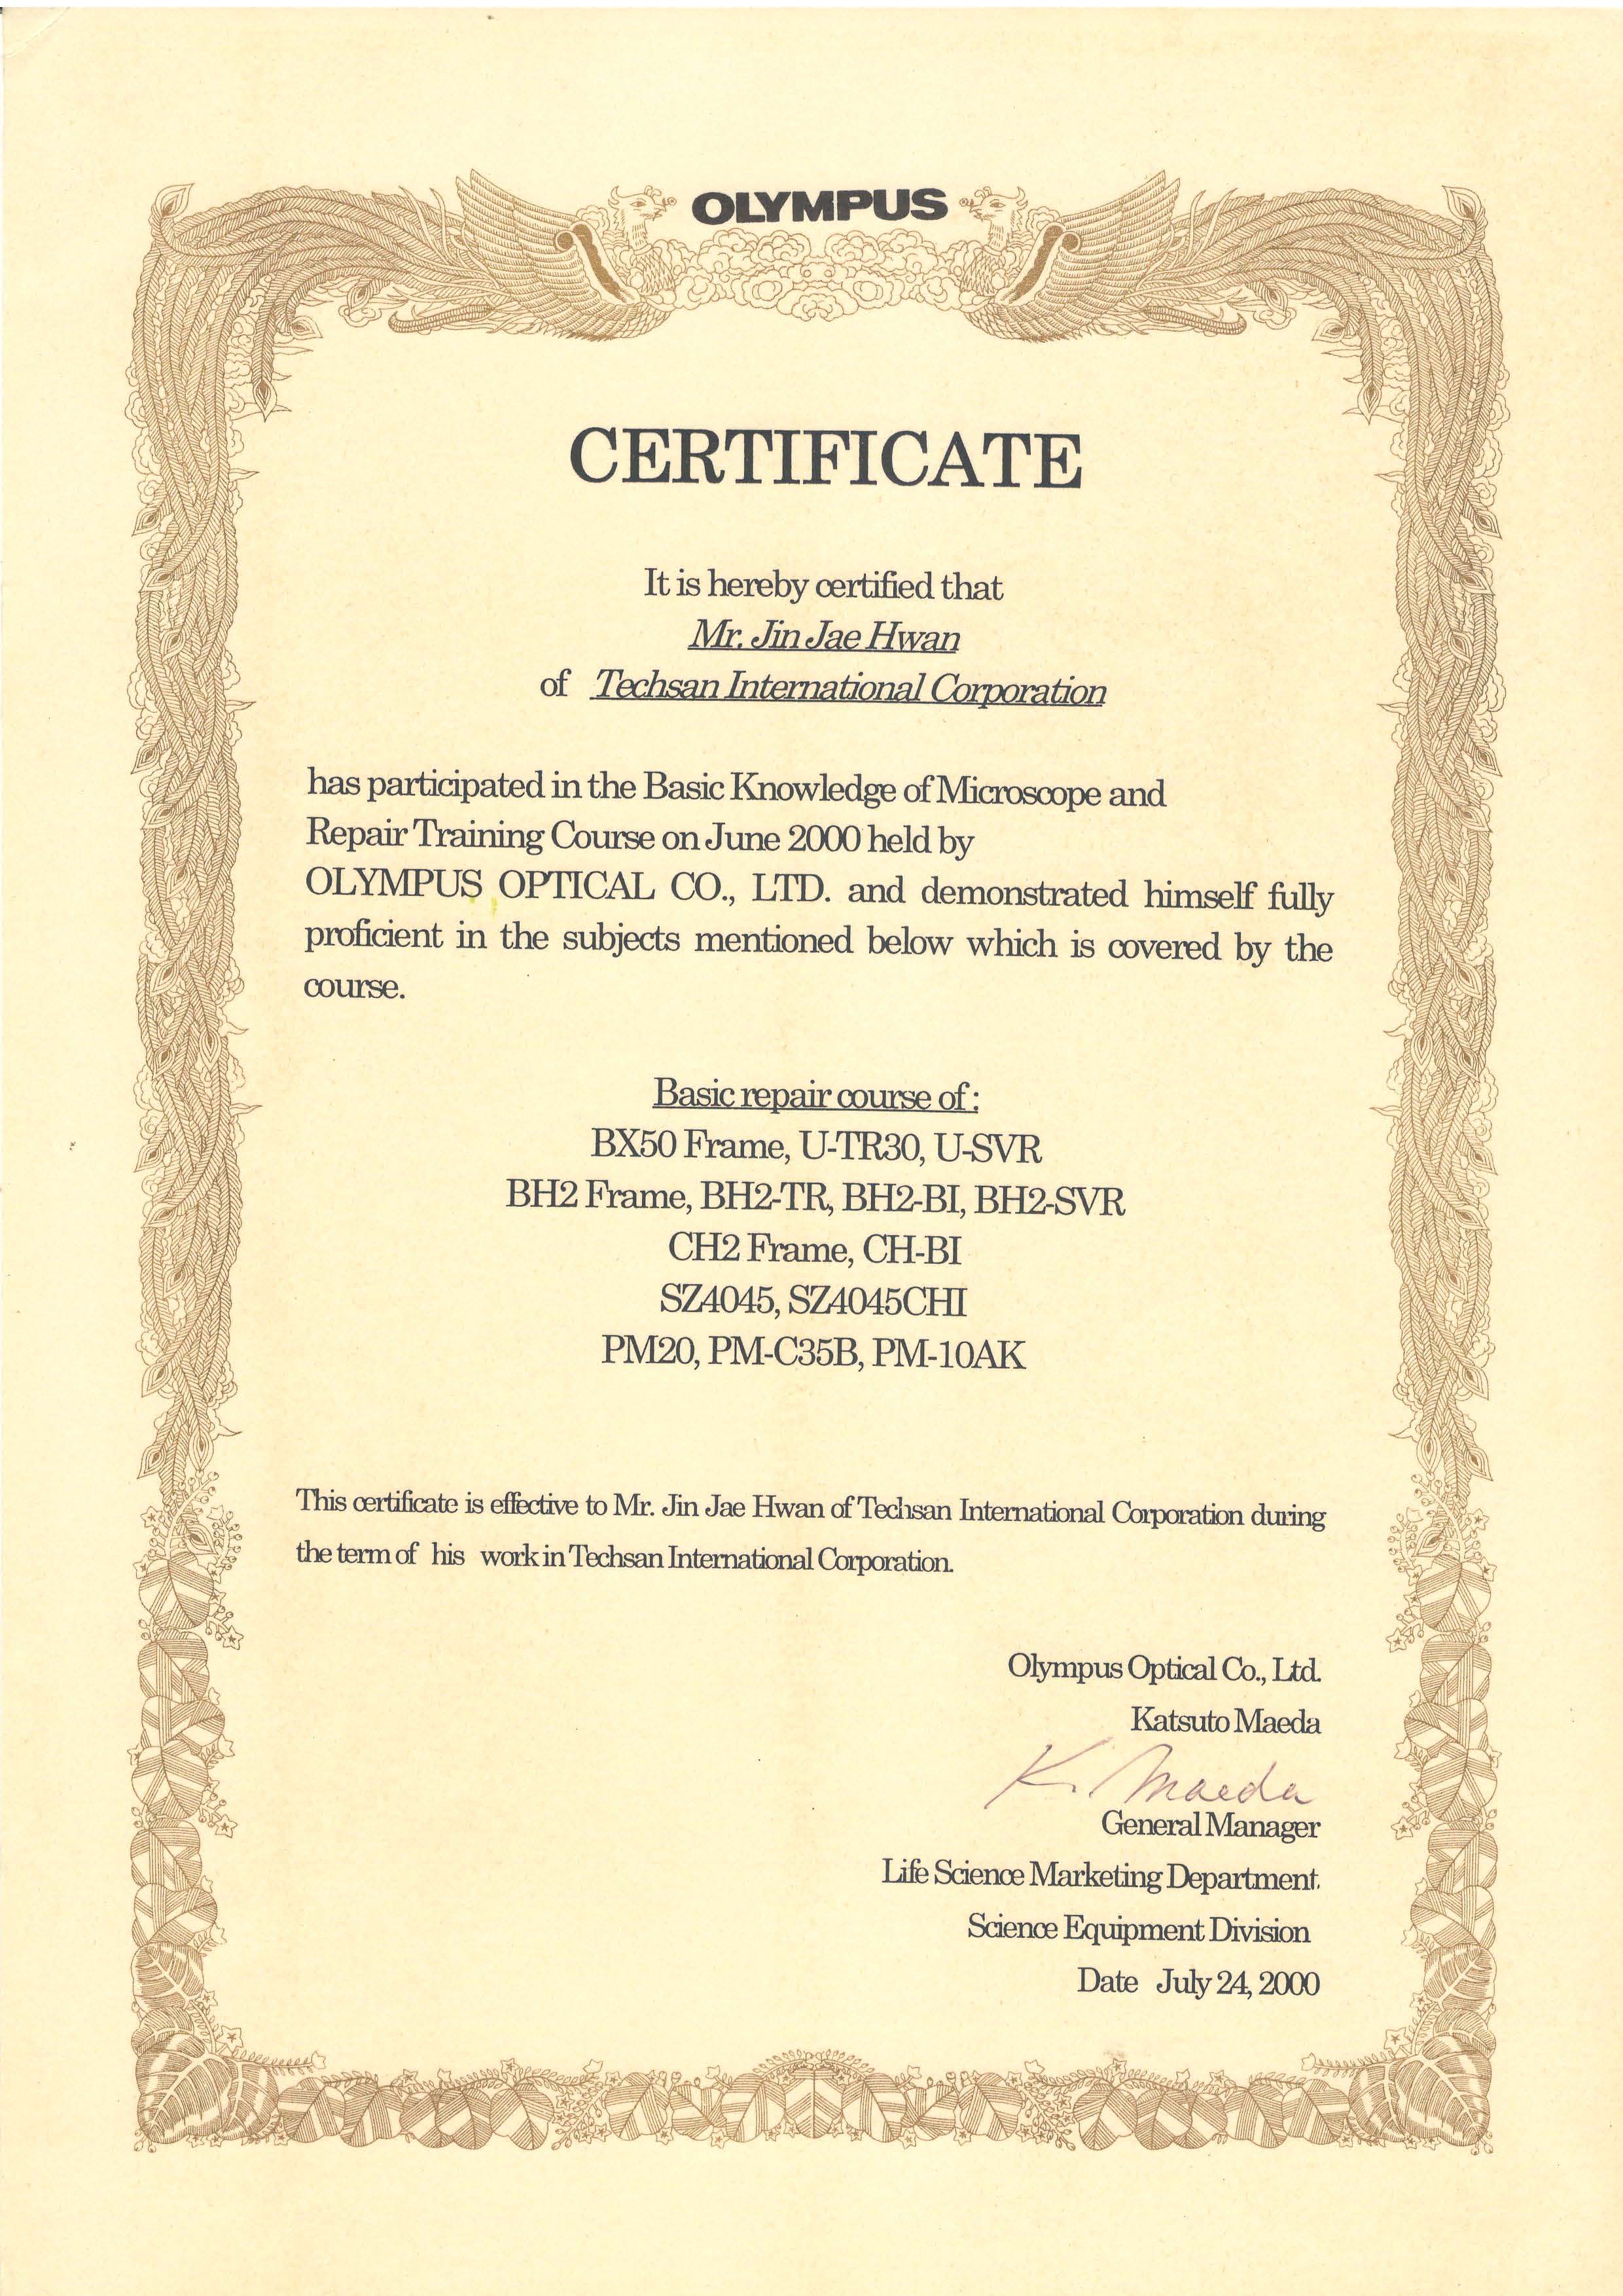 OLYMPUS
CERTIFICATE
It is hereby certified that
Mr. Jin Jae Hwan
of Techsan International Corporation
has participated in the Basic Knowledge of Microscope and
Repair Training Course on June 2000 held by
OLYMPUS OPTICAL CO., LTD. and demonstrated himself fully
proficient in the subjects mentioned below which is covered by the
course.
Basic repair course of :
BX50 Frame, U-TR30, U-SVR
BH2 Frame, BH2-TR, BH2-BI, BH2-SVR
CH2 Frame, CH-BI
SZ4045, SZ4045CHI
PM20, PM-C35B, PM-10AK
This certificate is effective to Mr. Jin Jae Hwan of Techsan International Corporation during
the term of his work in Techsan International Corporation.
Olympus Optical Co., Ltd.
Katsuto Maeda
K. Maeda
General Manager
Life Science Marketing Department.
Science Equipment Division
Date July 24, 2000